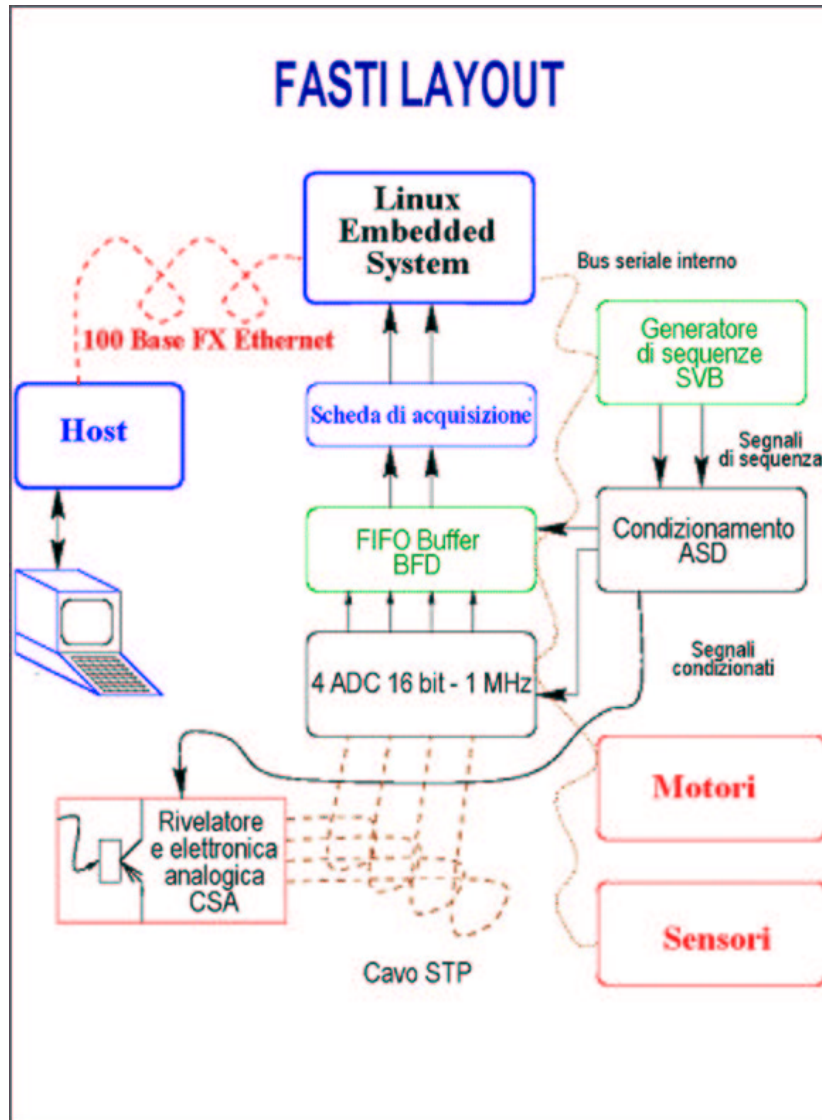 FASTI LAYOUT
Linux
Embedded
System
Bus seriale interno
100 Base FX Ethernet
Generatore
di sequenze
SVB
Host
Scheda di acquisizione
Segnali
di sequenza
FIFO Buffer
BFD
Condizionamento
ASD
4 ADC 16 bit - 1 MHz
Segnali
condizionati
Motori
Rivelatore
e elettronica
analogica
CSA
Sensori
Cavo STP